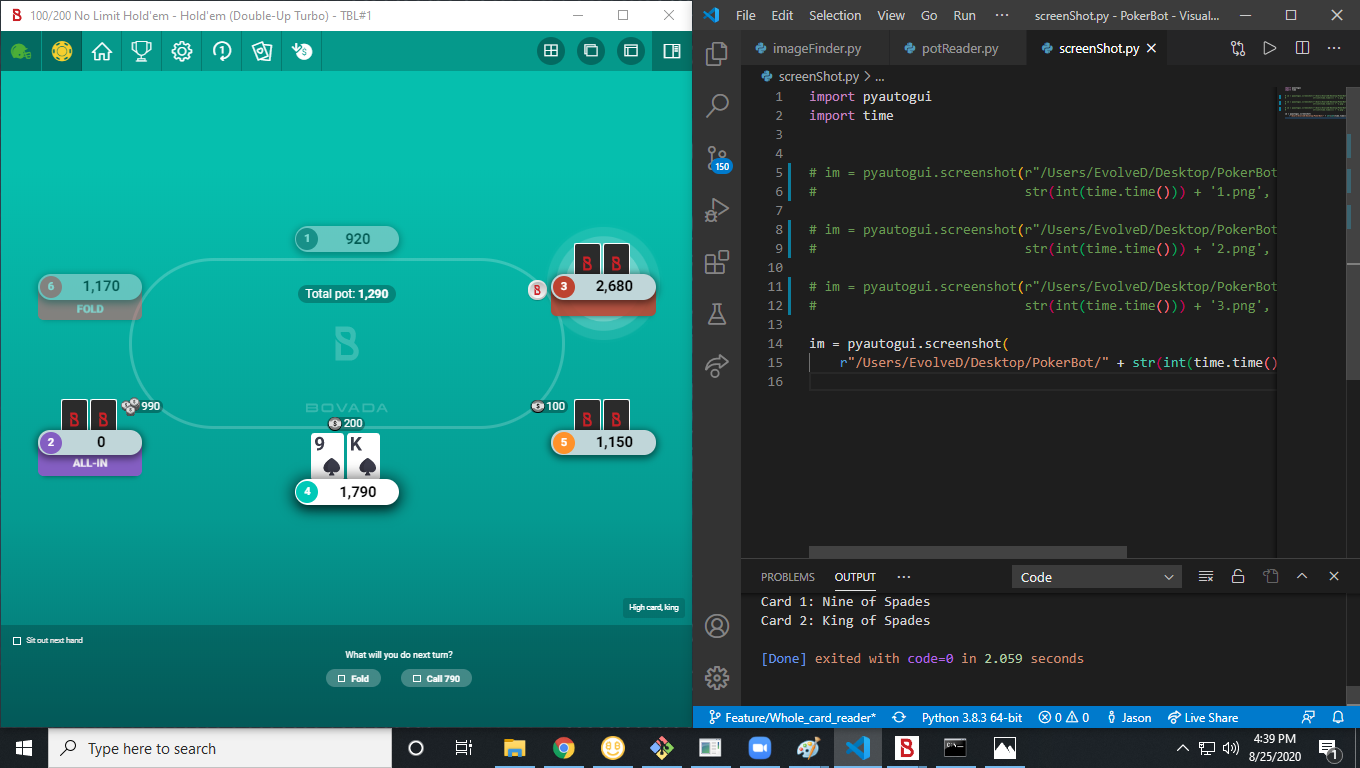 100/200 No Limit Hold'em - Hold'em (Double-Up Turbo) - TBL#1
1
920
6
1,170
FOLD
Total pot: 1,290
3
2,680
BOVADA
990
2
0
ALL-IN
100
5
1,150
200
9 K
4
1,790
High card, king
Sit out next hand
What will you do next turn?
Fold
Call 790
File Edit Selection View Go Run ··· screenShot.py - PokerBot - Visual...
imageFinder.py potReader.py screenShot.py
screenShot.py > ...
150
1 import pyautogui
2 import time
3
4
5 # im = pyautogui.screenshot(r"/Users/EvolveD/Desktop/PokerBot
6 # str(int(time.time())) + '1.png',
7
8 # im = pyautogui.screenshot(r"/Users/EvolveD/Desktop/PokerBot
9 # str(int(time.time())) + '2.png',
10
11 # im = pyautogui.screenshot(r"/Users/EvolveD/Desktop/PokerBot
12 # str(int(time.time())) + '3.png',
13
14 im = pyautogui.screenshot(
15 r"/Users/EvolveD/Desktop/PokerBot/" + str(int(time.time()
16
PROBLEMS OUTPUT ··· Code
Card 1: Nine of Spades
Card 2: King of Spades
[Done] exited with code=0 in 2.059 seconds
Feature/Whole_card_reader* Python 3.8.3 64-bit 0 0 Jason Live Share
Type here to search
4:39 PM
8/25/2020
1